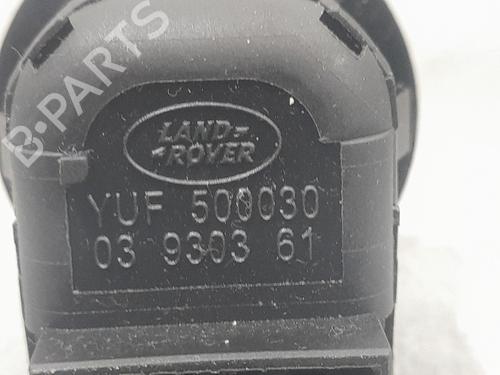 B-PARTS
LAND-
ROVER
YUF 500030
03 9303 61